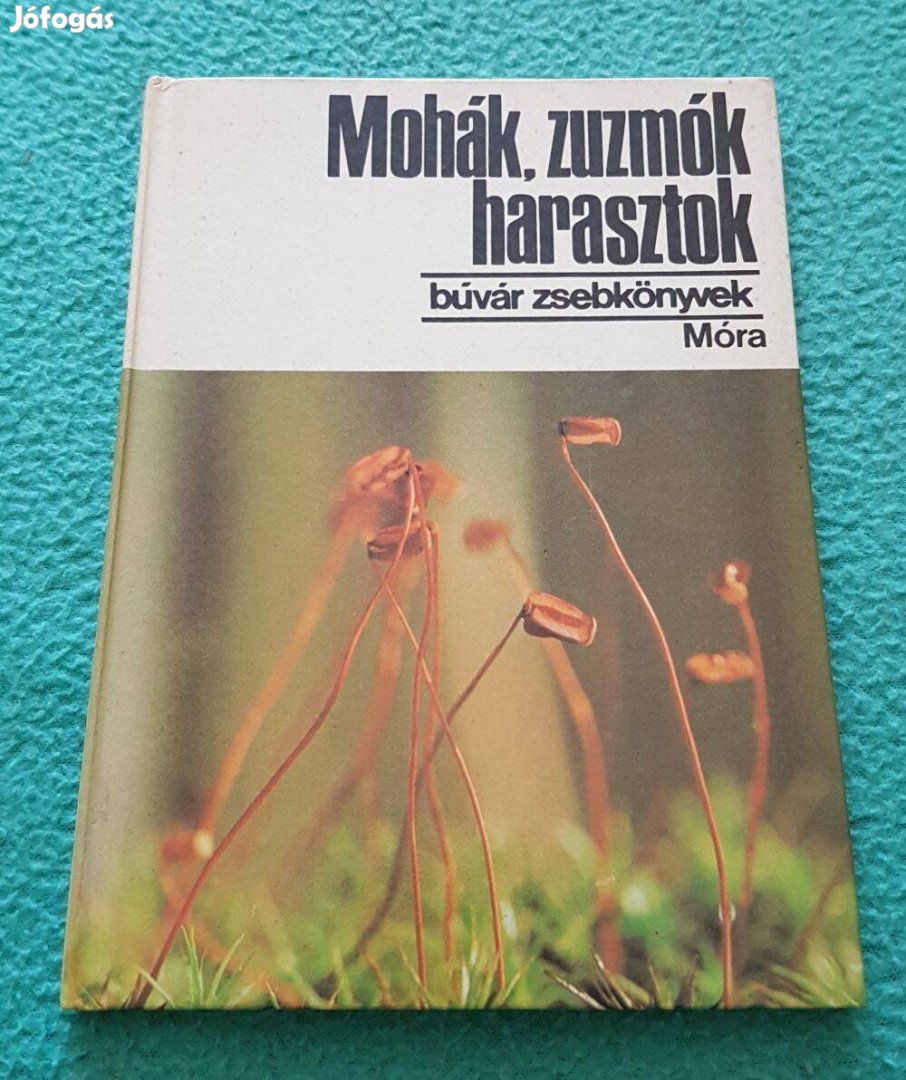 Jófogás
Mohák, zuzmók
harasztok
búvár zsebkönyvek
Móra